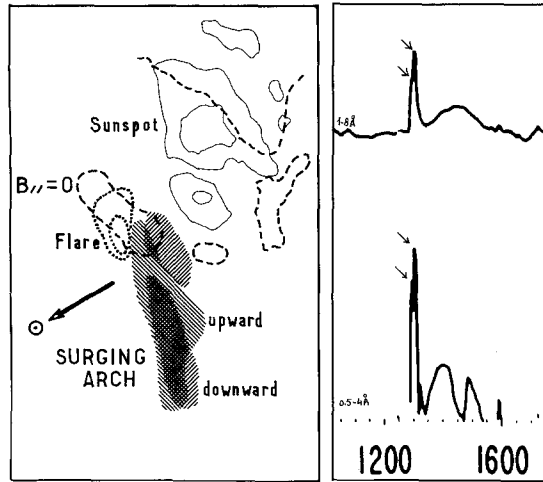 Sunspot
B//=0
Flare
upward
SURGING
ARCH
downward
1-8Å
0.5-4Å
1200 1600